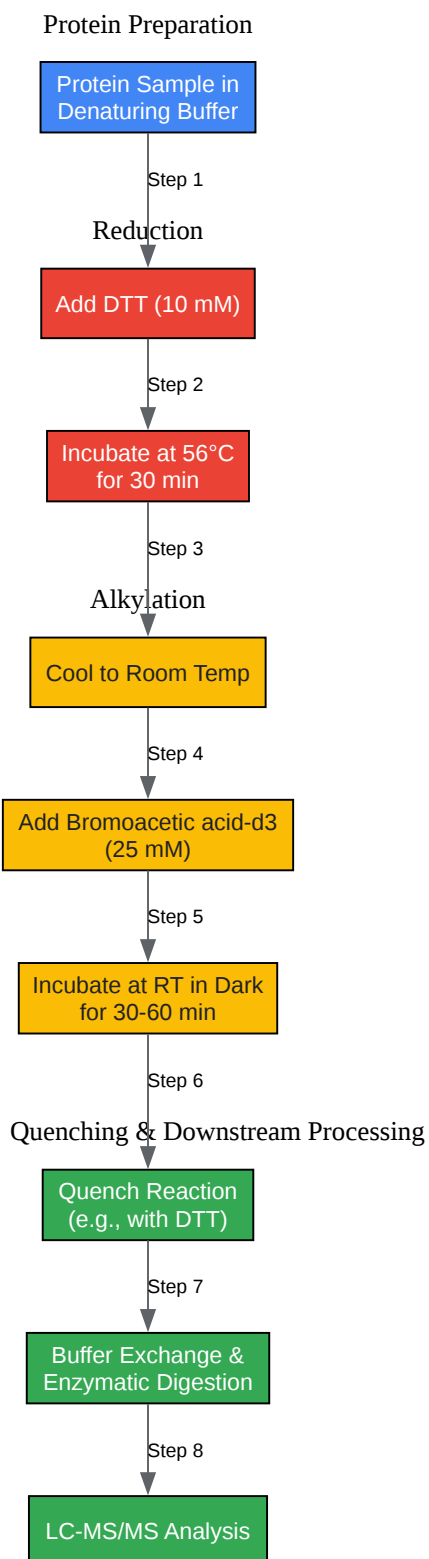 Protein Preparation
Protein Sample in
Denaturing Buffer
Step 1
Reduction
Add DTT (10 mM)
Step 2
Incubate at 56°C
for 30 min
Step 3
Alkylation
Cool to Room Temp
Step 4
Add Bromoacetic acid-d3
(25 mM)
Step 5
Incubate at RT in Dark
for 30-60 min
Step 6
Quenching & Downstream Processing
Quench Reaction
(e.g., with DTT)
Step 7
Buffer Exchange &
Enzymatic Digestion
Step 8
LC-MS/MS Analysis